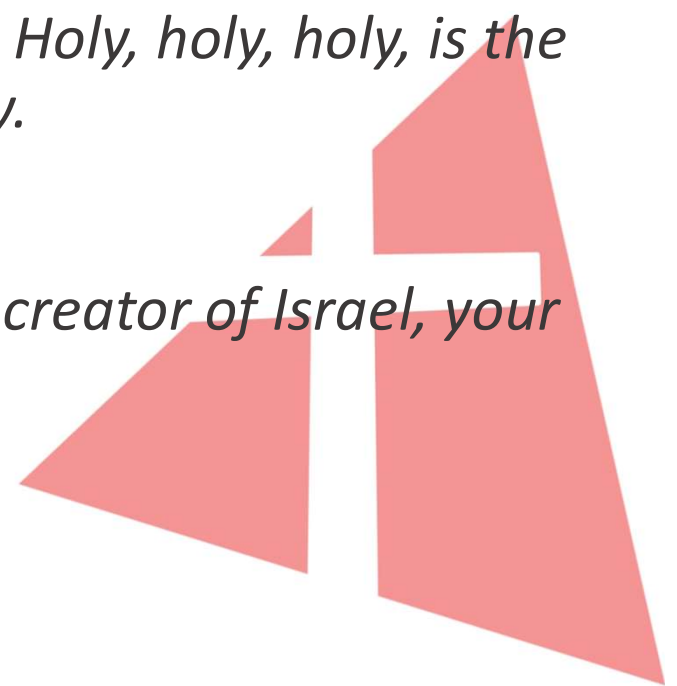 Holy, holy, holy, is the
y.
creator of Israel, your